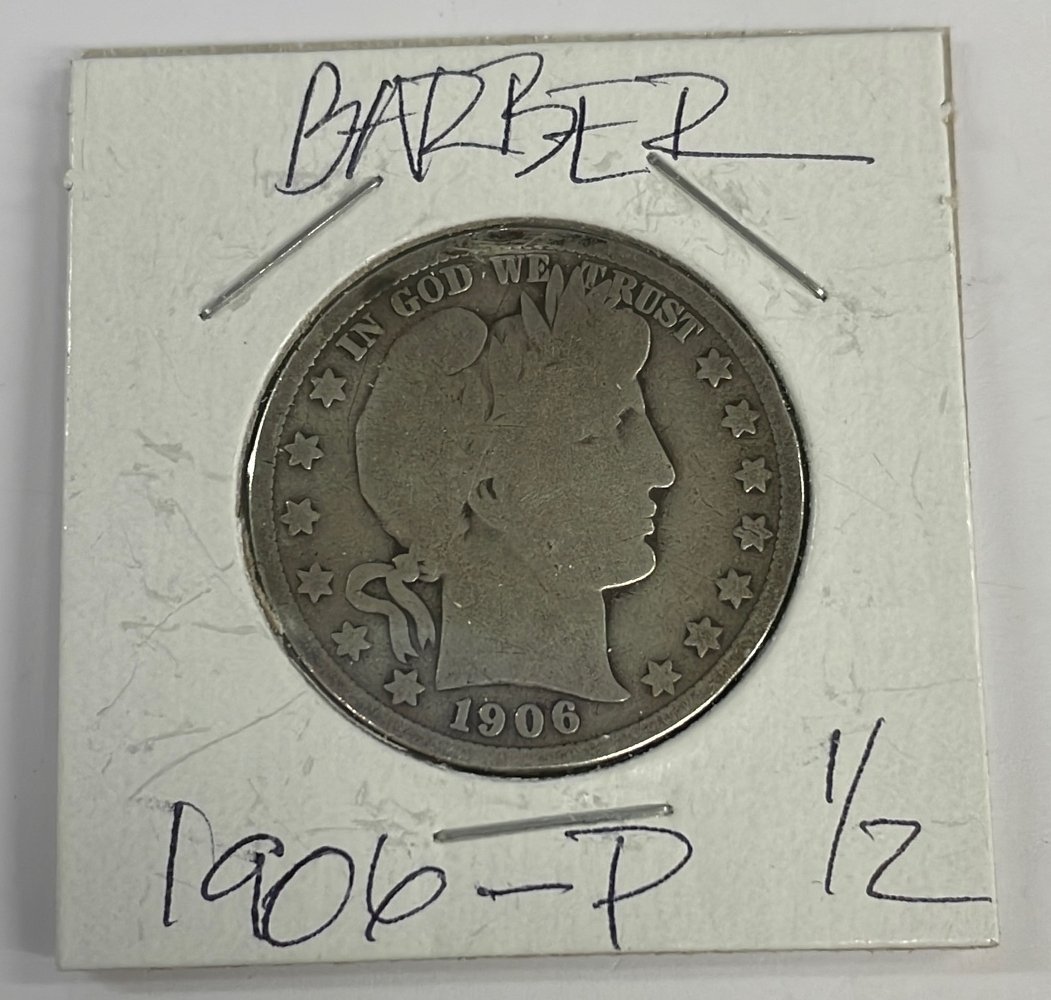 BARBER
IN GOD WE TRUST
1906
1906-P 1/2